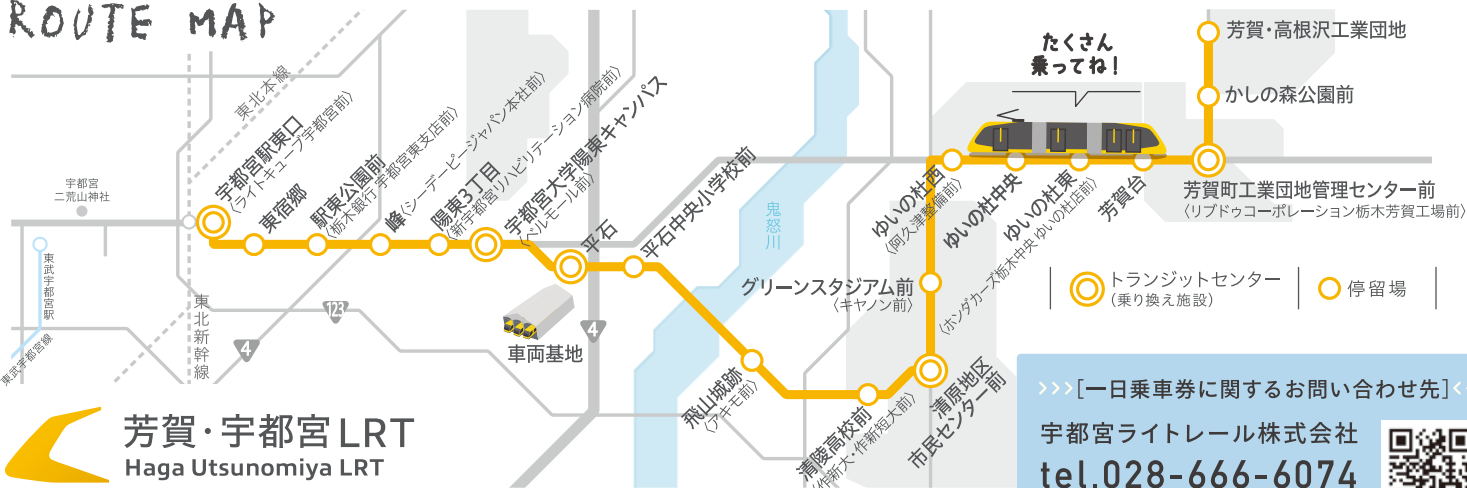 ROUTE MAP
東北本線
宇都宮
二荒山神社
東武宇都宮駅
東武宇都宮線
東北新幹線
宇都宮駅東口
〈ライトキューブ宇都宮前〉
東宿郷
駅東公園前
〈栃木銀行 宇都宮東支店前〉
峰〈シーデーピージャパン本社前〉
陽東3丁目
〈新宇都宮リハビリテーション病院前〉
宇都宮大学陽東キャンパス
〈ベルモール前〉
平石
平石中央小学校前
123
4
4
車両基地
鬼怒川
飛山城跡
〈アキモ前〉
清陵高校前
〈作新大・作新短大前〉
清原地区
市民センター前
グリーンスタジアム前
〈キヤノン前〉
ゆいの杜西
〈阿久津整備前〉
ゆいの杜中央
ゆいの杜東
〈ホンダカーズ栃木中央 ゆいの杜店前〉
芳賀台
たくさん
乗ってね!
芳賀町工業団地管理センター前
〈リブドゥコーポレーション栃木芳賀工場前〉
かしの森公園前
芳賀・高根沢工業団地
トランジットセンター
(乗り換え施設)
停留場
芳賀・宇都宮LRT
Haga Utsunomiya LRT
>>>[一日乗車券に関するお問い合わせ先]<
宇都宮ライトレール株式会社
tel.028-666-6074